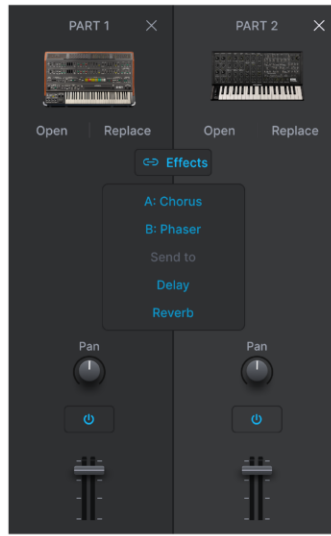 PART 1
PART 2
Open Replace
Open Replace
Effects
A: Chorus
B: Phaser
Send to
Delay
Reverb
Pan
Pan